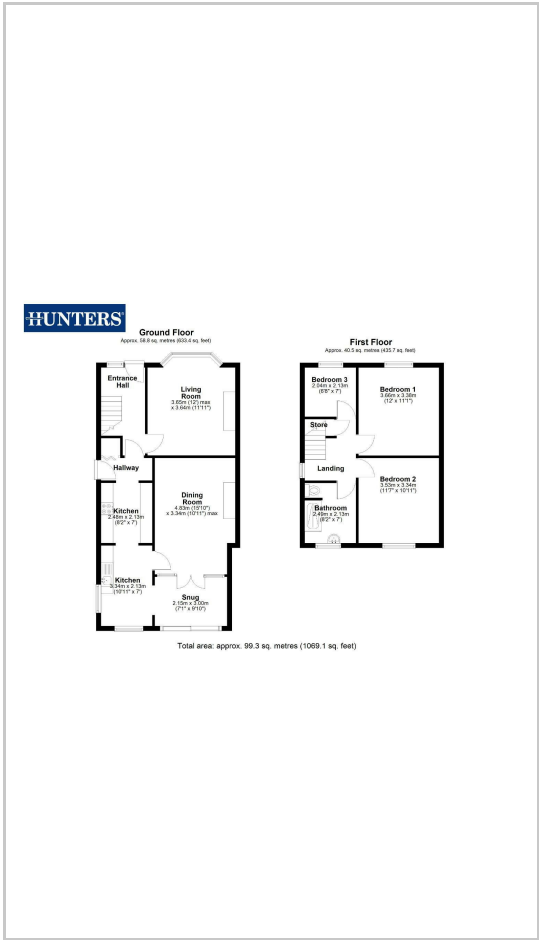 HUNTERS
Ground Floor
Approx. 58.8 sq. metres (633.4 sq. feet)
Entrance
Hall
Living
Room
3.65m (12') max
x 3.64m (11'11")
Hallway
Dining
Room
4.83m (15'10")
x 3.34m (10'11") max
Kitchen
2.48m x 2.13m
(8'2" x 7')
Kitchen
3.34m x 2.13m
(10'11" x 7')
Snug
2.15m x 3.00m
(7'1" x 9'10")
First Floor
Approx. 40.5 sq. metres (435.7 sq. feet)
Bedroom 3
2.04m x 2.13m
(6'8" x 7')
Bedroom 1
3.66m x 3.38m
(12' x 11'1")
Store
Landing
Bedroom 2
3.53m x 3.34m
(11'7" x 10'11")
Bathroom
2.49m x 2.13m
(8'2" x 7')
Total area: approx. 99.3 sq. metres (1069.1 sq. feet)